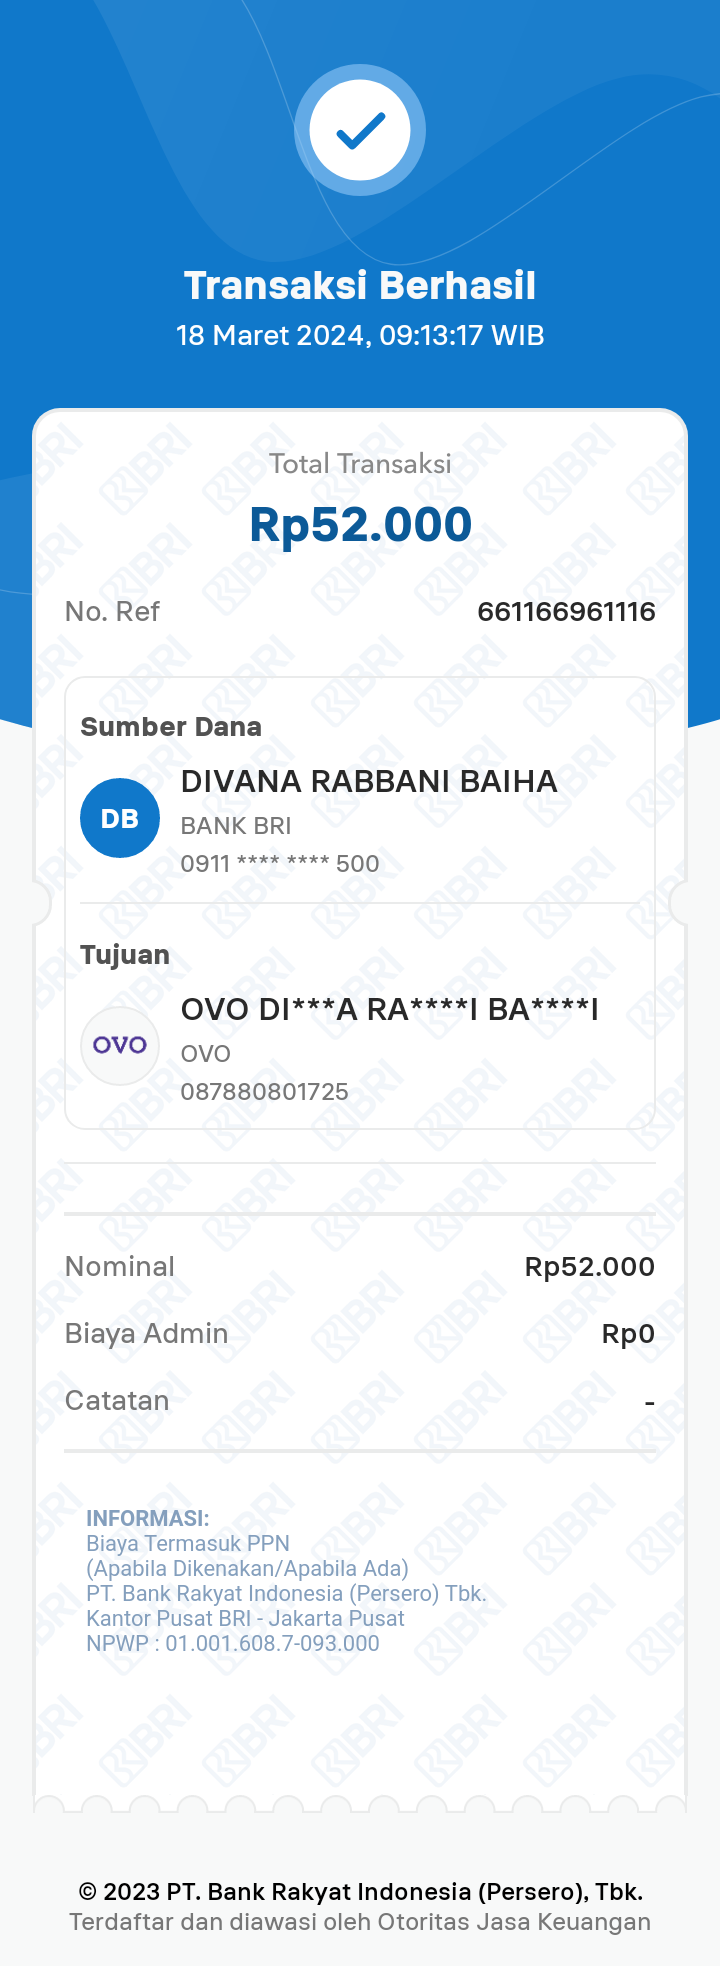 Transaksi Berhasil
18 Maret 2024, 09:13:17 WIB
Total Transaksi
Rp52.000
No. Ref 661166961116
Sumber Dana
DB
DIVANA RABBANI BAIHA
BANK BRI
0911 **** **** 500
Tujuan
OVO
OVO DI***A RA****I BA****I
OVO
087880801725
Nominal Rp52.000
Biaya Admin Rp0
Catatan -
INFORMASI:
Biaya Termasuk PPN
(Apabila Dikenakan/Apabila Ada)
PT. Bank Rakyat Indonesia (Persero) Tbk.
Kantor Pusat BRI - Jakarta Pusat
NPWP : 01.001.608.7-093.000
© 2023 PT. Bank Rakyat Indonesia (Persero), Tbk.
Terdaftar dan diawasi oleh Otoritas Jasa Keuangan